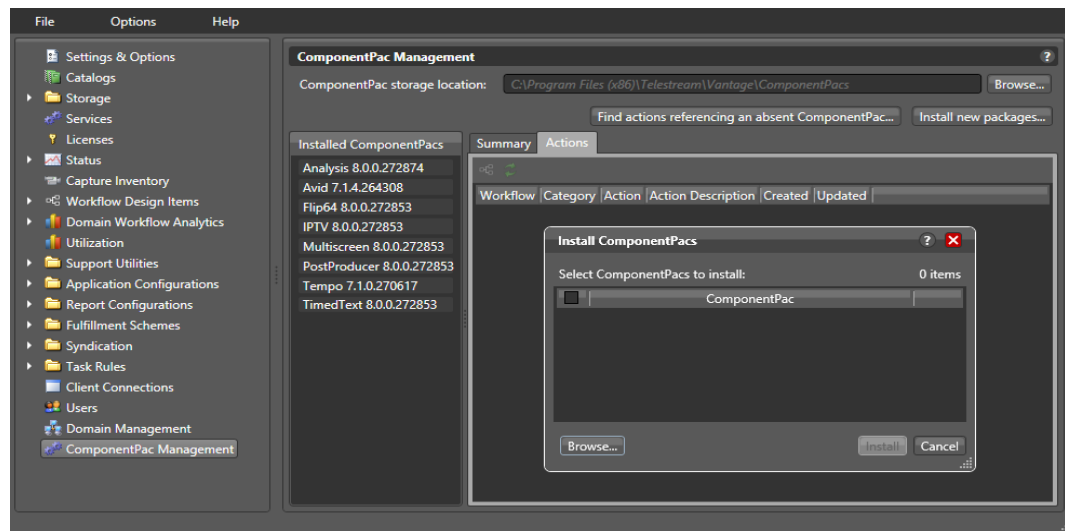 File Options Help
Settings & Options
Catalogs
Storage
Services
Licenses
Status
Capture Inventory
Workflow Design Items
Domain Workflow Analytics
Utilization
Support Utilities
Application Configurations
Report Configurations
Fulfillment Schemes
Syndication
Task Rules
Client Connections
Users
Domain Management
ComponentPac Management
ComponentPac Management ?
ComponentPac storage location: C:\Program Files (x86)\Telestream\Vantage\ComponentPacs Browse...
Find actions referencing an absent ComponentPac... Install new packages...
Installed ComponentPacs
Analysis 8.0.0.272874
Avid 7.1.4.264308
Flip64 8.0.0.272853
IPTV 8.0.0.272853
Multiscreen 8.0.0.272853
PostProducer 8.0.0.272853
Tempo 7.1.0.270617
TimedText 8.0.0.272853
Summary Actions
Workflow Category Action Action Description Created Updated
Install ComponentPacs ?
Select ComponentPacs to install: 0 items
ComponentPac
Browse... Install Cancel